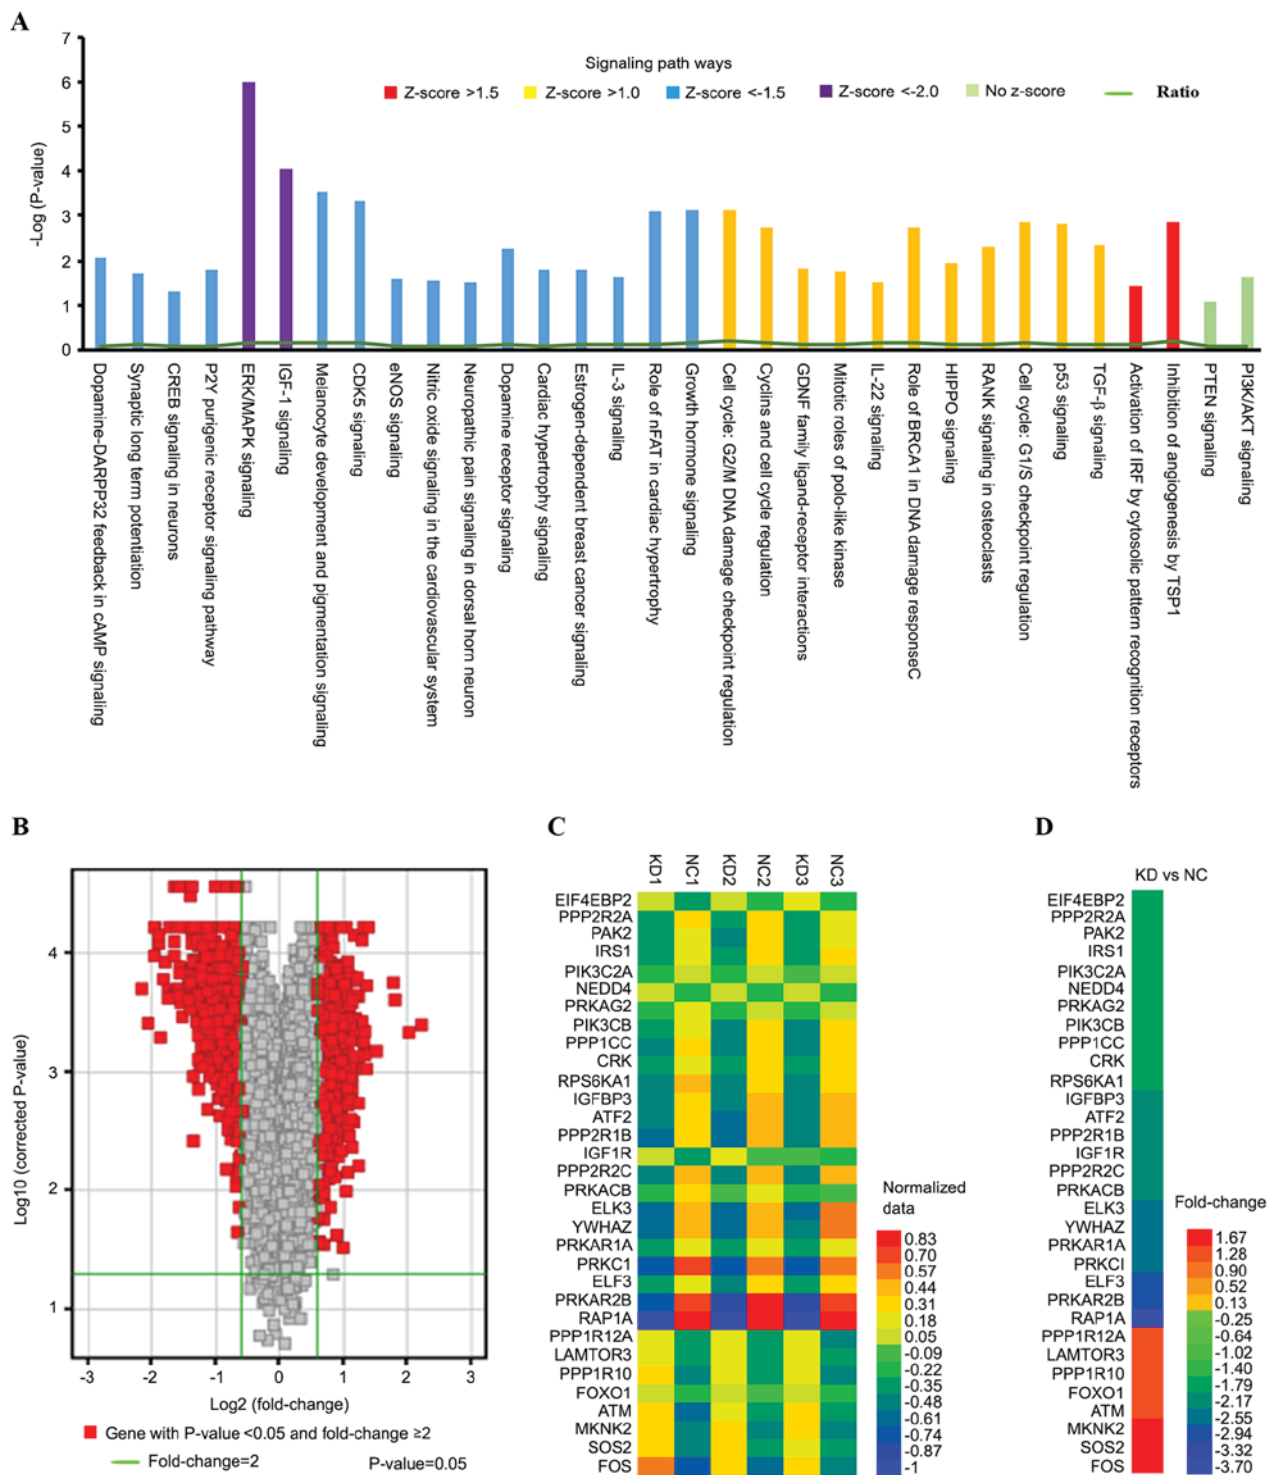 A
Signaling path ways
Z-score >1.5
Z-score >1.0
Z-score <-1.5
Z-score <-2.0
No z-score
Ratio
-Log (P-value)
7
6
5
4
3
2
1
0
Dopamine-DARPP32 feedback in cAMP signaling
Synaptic long term potentiation
CREB signaling in neurons
P2Y purigenic receptor signaling pathway
ERK/MAPK signaling
IGF-1 signaling
Melanocyte development and pigmentation signaling
CDK5 signaling
eNOS signaling
Nitric oxide signaling in the cardiovascular system
Neuropathic pain signaling in dorsal horn neuron
Dopamine receptor signaling
Cardiac hypertrophy signaling
Estrogen-dependent breast cancer signaling
IL-3 signaling
Role of nFAT in cardiac hypertrophy
Growth hormone signaling
Cell cycle: G2/M DNA damage checkpoint regulation
Cyclins and cell cycle regulation
GDNF family ligand-receptor interactions
Mitotic roles of polo-like kinase
IL-22 signaling
Role of BRCA1 in DNA damage responseC
HIPPO signaling
RANK signaling in osteoclasts
Cell cycle: G1/S checkpoint regulation
p53 signaling
TGF-β signaling
Activation of IRF by cytosolic pattern recognition receptors
Inhibition of angiogenesis by TSP1
PTEN signaling
PI3K/AKT signaling
B
Log10 (corrected P-value)
4
3
2
1
-3
-2
-1
0
1
2
3
Log2 (fold-change)
Gene with P-value <0.05 and fold-change ≥2
Fold-change=2
P-value=0.05
C
KD1
NC1
KD2
NC2
KD3
NC3
EIF4EBP2
PPP2R2A
PAK2
IRS1
PIK3C2A
NEDD4
PRKAG2
PIK3CB
PPP1CC
CRK
RPS6KA1
IGFBP3
ATF2
PPP2R1B
IGF1R
PPP2R2C
PRKACB
ELK3
YWHAZ
PRKAR1A
PRKC1
ELF3
PRKAR2B
RAP1A
PPP1R12A
LAMTOR3
PPP1R10
FOXO1
ATM
MKNK2
SOS2
FOS
Normalized
data
0.83
0.70
0.57
0.44
0.31
0.18
0.05
-0.09
-0.22
-0.35
-0.48
-0.61
-0.74
-0.87
-1
D
KD vs NC
EIF4EBP2
PPP2R2A
PAK2
IRS1
PIK3C2A
NEDD4
PRKAG2
PIK3CB
PPP1CC
CRK
RPS6KA1
IGFBP3
ATF2
PPP2R1B
IGF1R
PPP2R2C
PRKACB
ELK3
YWHAZ
PRKAR1A
PRKCI
ELF3
PRKAR2B
RAP1A
PPP1R12A
LAMTOR3
PPP1R10
FOXO1
ATM
MKNK2
SOS2
FOS
Fold-change
1.67
1.28
0.90
0.52
0.13
-0.25
-0.64
-1.02
-1.40
-1.79
-2.17
-2.55
-2.94
-3.32
-3.70